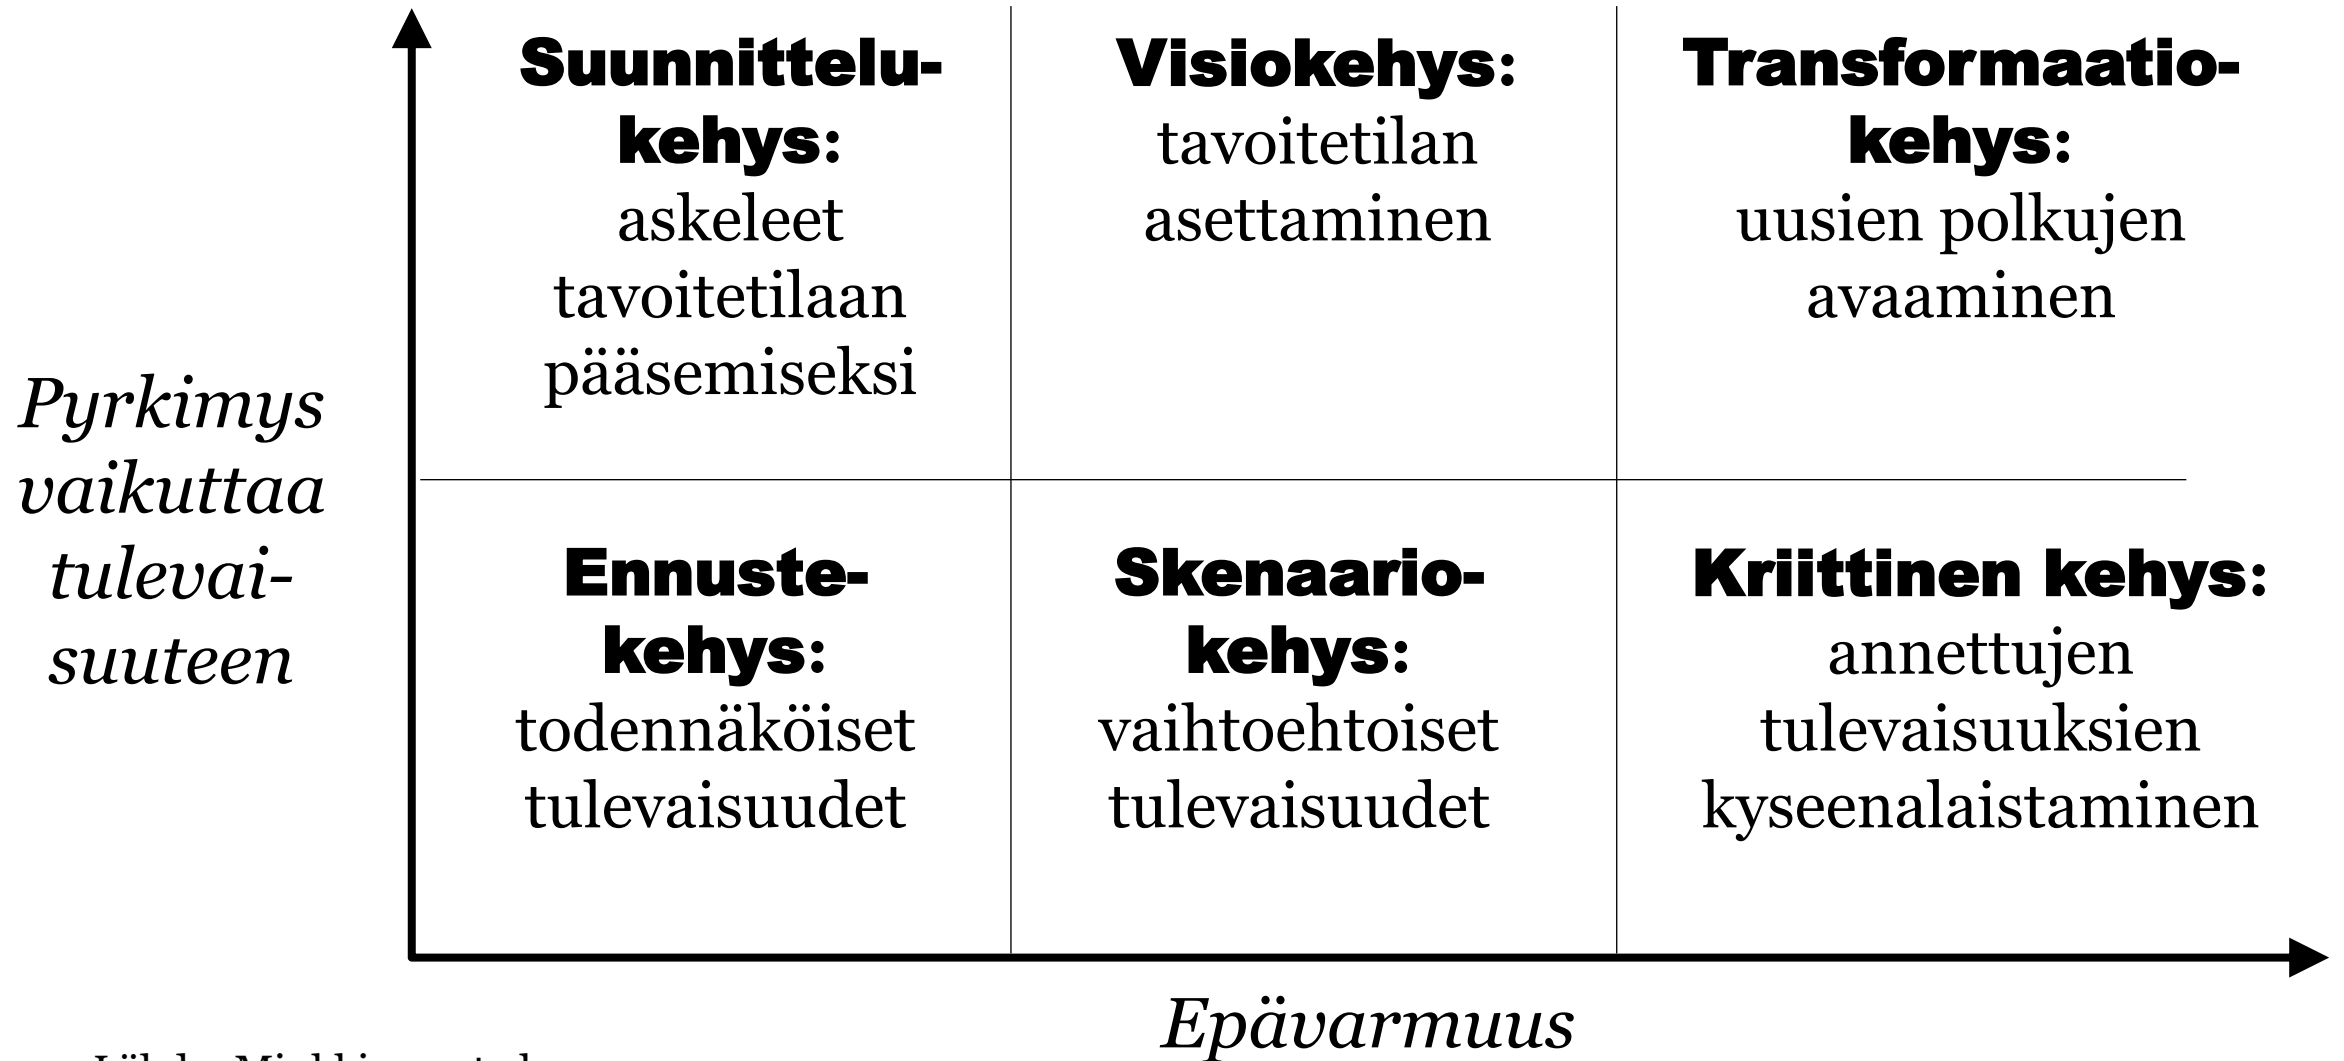 Suunnittelu-
kehys:
askeleet
tavoitetilaan
pääsemiseksi
Visiokehys:
tavoitetilan
asettaminen
Transformaatio-
kehys:
uusien polkujen
avaaminen
Pyrkimys
vaikuttaa
tulevai-
suuteen
Ennuste-
kehys:
todennäköiset
tulevaisuudet
Skenaario-
kehys:
vaihtoehtoiset
tulevaisuudet
Kriittinen kehys:
annettujen
tulevaisuuksien
kyseenalaistaminen
Epävarmuus